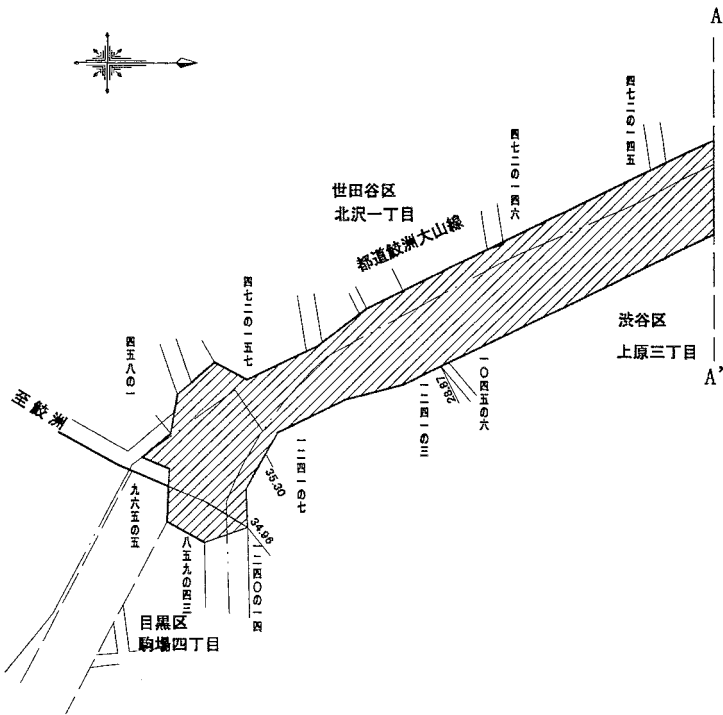 A
四七二の一四五
四七二の一四六
世田谷区
北沢一丁目
都道鮫洲大山線
渋谷区
上原三丁目
A'
四七二の一五七
四五八の一
至鮫洲
一〇四五の六
28.87
一二四一の三
一二四一の七
35.30
34.96
九六五の五
八五九の四三
一二四〇の一四
目黒区
駒場四丁目